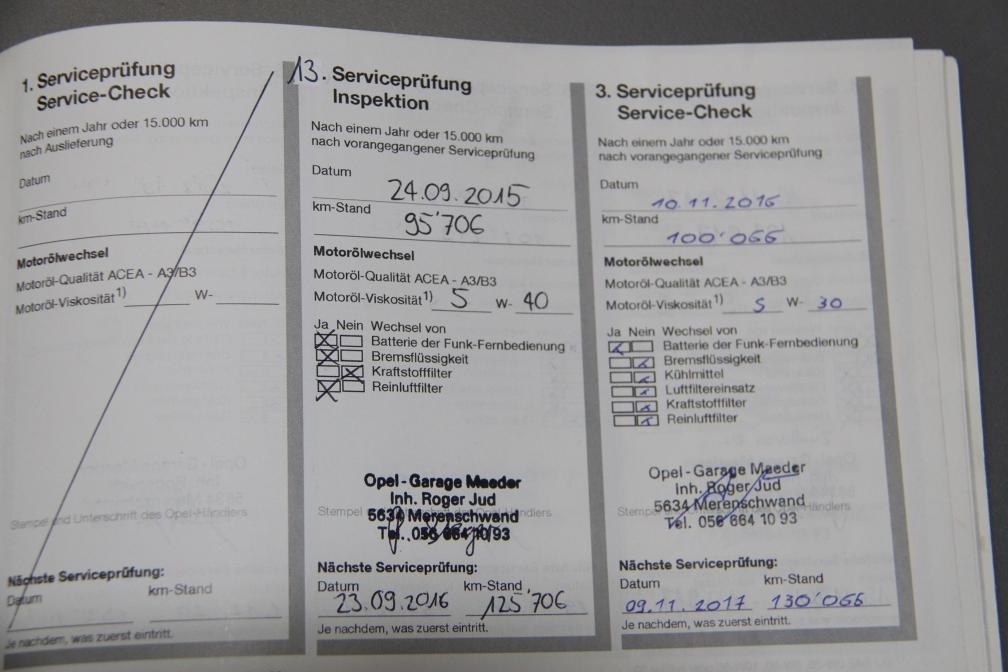 1. Serviceprüfung
Service-Check
Nach einem Jahr oder 15.000 km
nach Auslieferung
Datum
km-Stand
Motorölwechsel
Motoröl-Qualität ACEA - A3/B3
Motoröl-Viskosität 1) W-
Stempel und Unterschrift des Opel-Händlers
Nächste Serviceprüfung:
Datum km-Stand
Je nachdem, was zuerst eintritt.
13. Serviceprüfung
Inspektion
Nach einem Jahr oder 15.000 km
nach vorangegangener Serviceprüfung
Datum
24.09.2015
km-Stand
95'706
Motorölwechsel
Motoröl-Qualität ACEA - A3/B3
Motoröl-Viskosität 1) 5 W- 40
Ja Nein Wechsel von
Batterie der Funk-Fernbedienung
Bremsflüssigkeit
Kraftstofffilter
Reinluftfilter
Opel-Garage Maeder
Inh. Roger Jud
Stempel Opel-Händlers
5634 Merenschwand
Tel. 056 664 10 93
Nächste Serviceprüfung:
Datum km-Stand
23.09.2016 125'706
Je nachdem, was zuerst eintritt.
3. Serviceprüfung
Service-Check
Nach einem Jahr oder 15.000 km
nach vorangegangener Serviceprüfung
Datum
10.11.2016
km-Stand
100'066
Motorölwechsel
Motoröl-Qualität ACEA - A3/B3
Motoröl-Viskosität 1) 5 W- 30
Ja Nein Wechsel von
Batterie der Funk-Fernbedienung
Bremsflüssigkeit
Kühlmittel
Luftfiltereinsatz
Kraftstofffilter
Reinluftfilter
Opel-Garage Maeder
Inh. Roger Jud
5634 Merenschwand
Stempel Händlers
Tel. 056 664 10 93
Nächste Serviceprüfung:
Datum km-Stand
09.11.2017 130'066
Je nachdem, was zuerst eintritt.